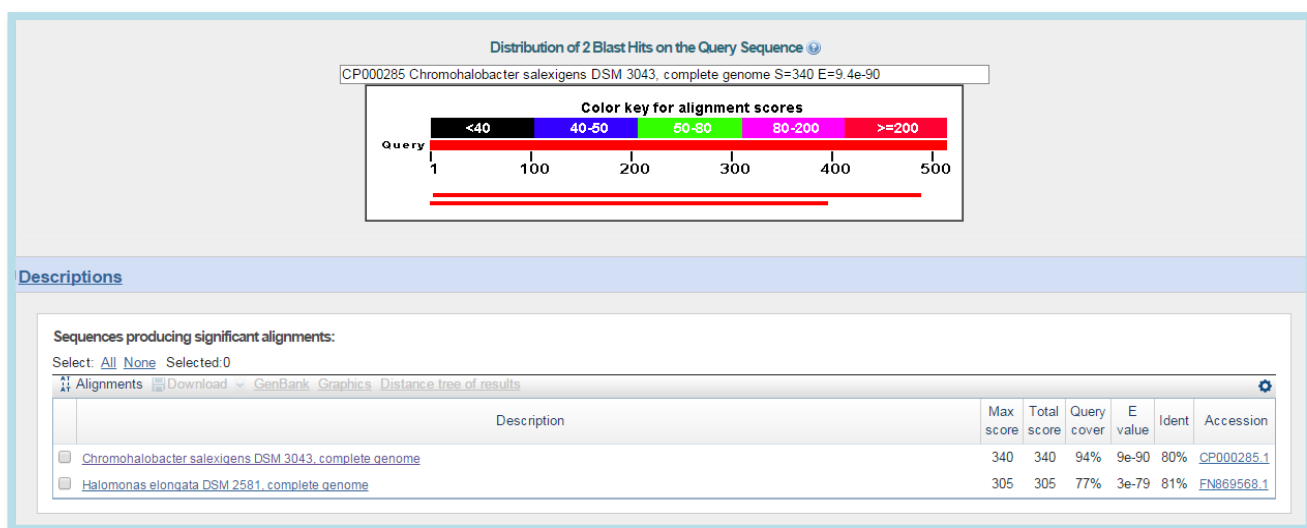 Distribution of 2 Blast Hits on the Query Sequence
CP000285 Chromohalobacter salexigens DSM 3043, complete genome S=340 E=9.4e-90
Color key for alignment scores
<40 40-50 50-80 80-200 >=200
Query
1 100 200 300 400 500
Descriptions
Sequences producing significant alignments:
Select: All None Selected:0
Alignments Download GenBank Graphics Distance tree of results
Description Max score Total score Query cover E value Ident Accession
Chromohalobacter salexigens DSM 3043, complete genome 340 340 94% 9e-90 80% CP000285.1
Halomonas elongata DSM 2581, complete genome 305 305 77% 3e-79 81% FN869568.1